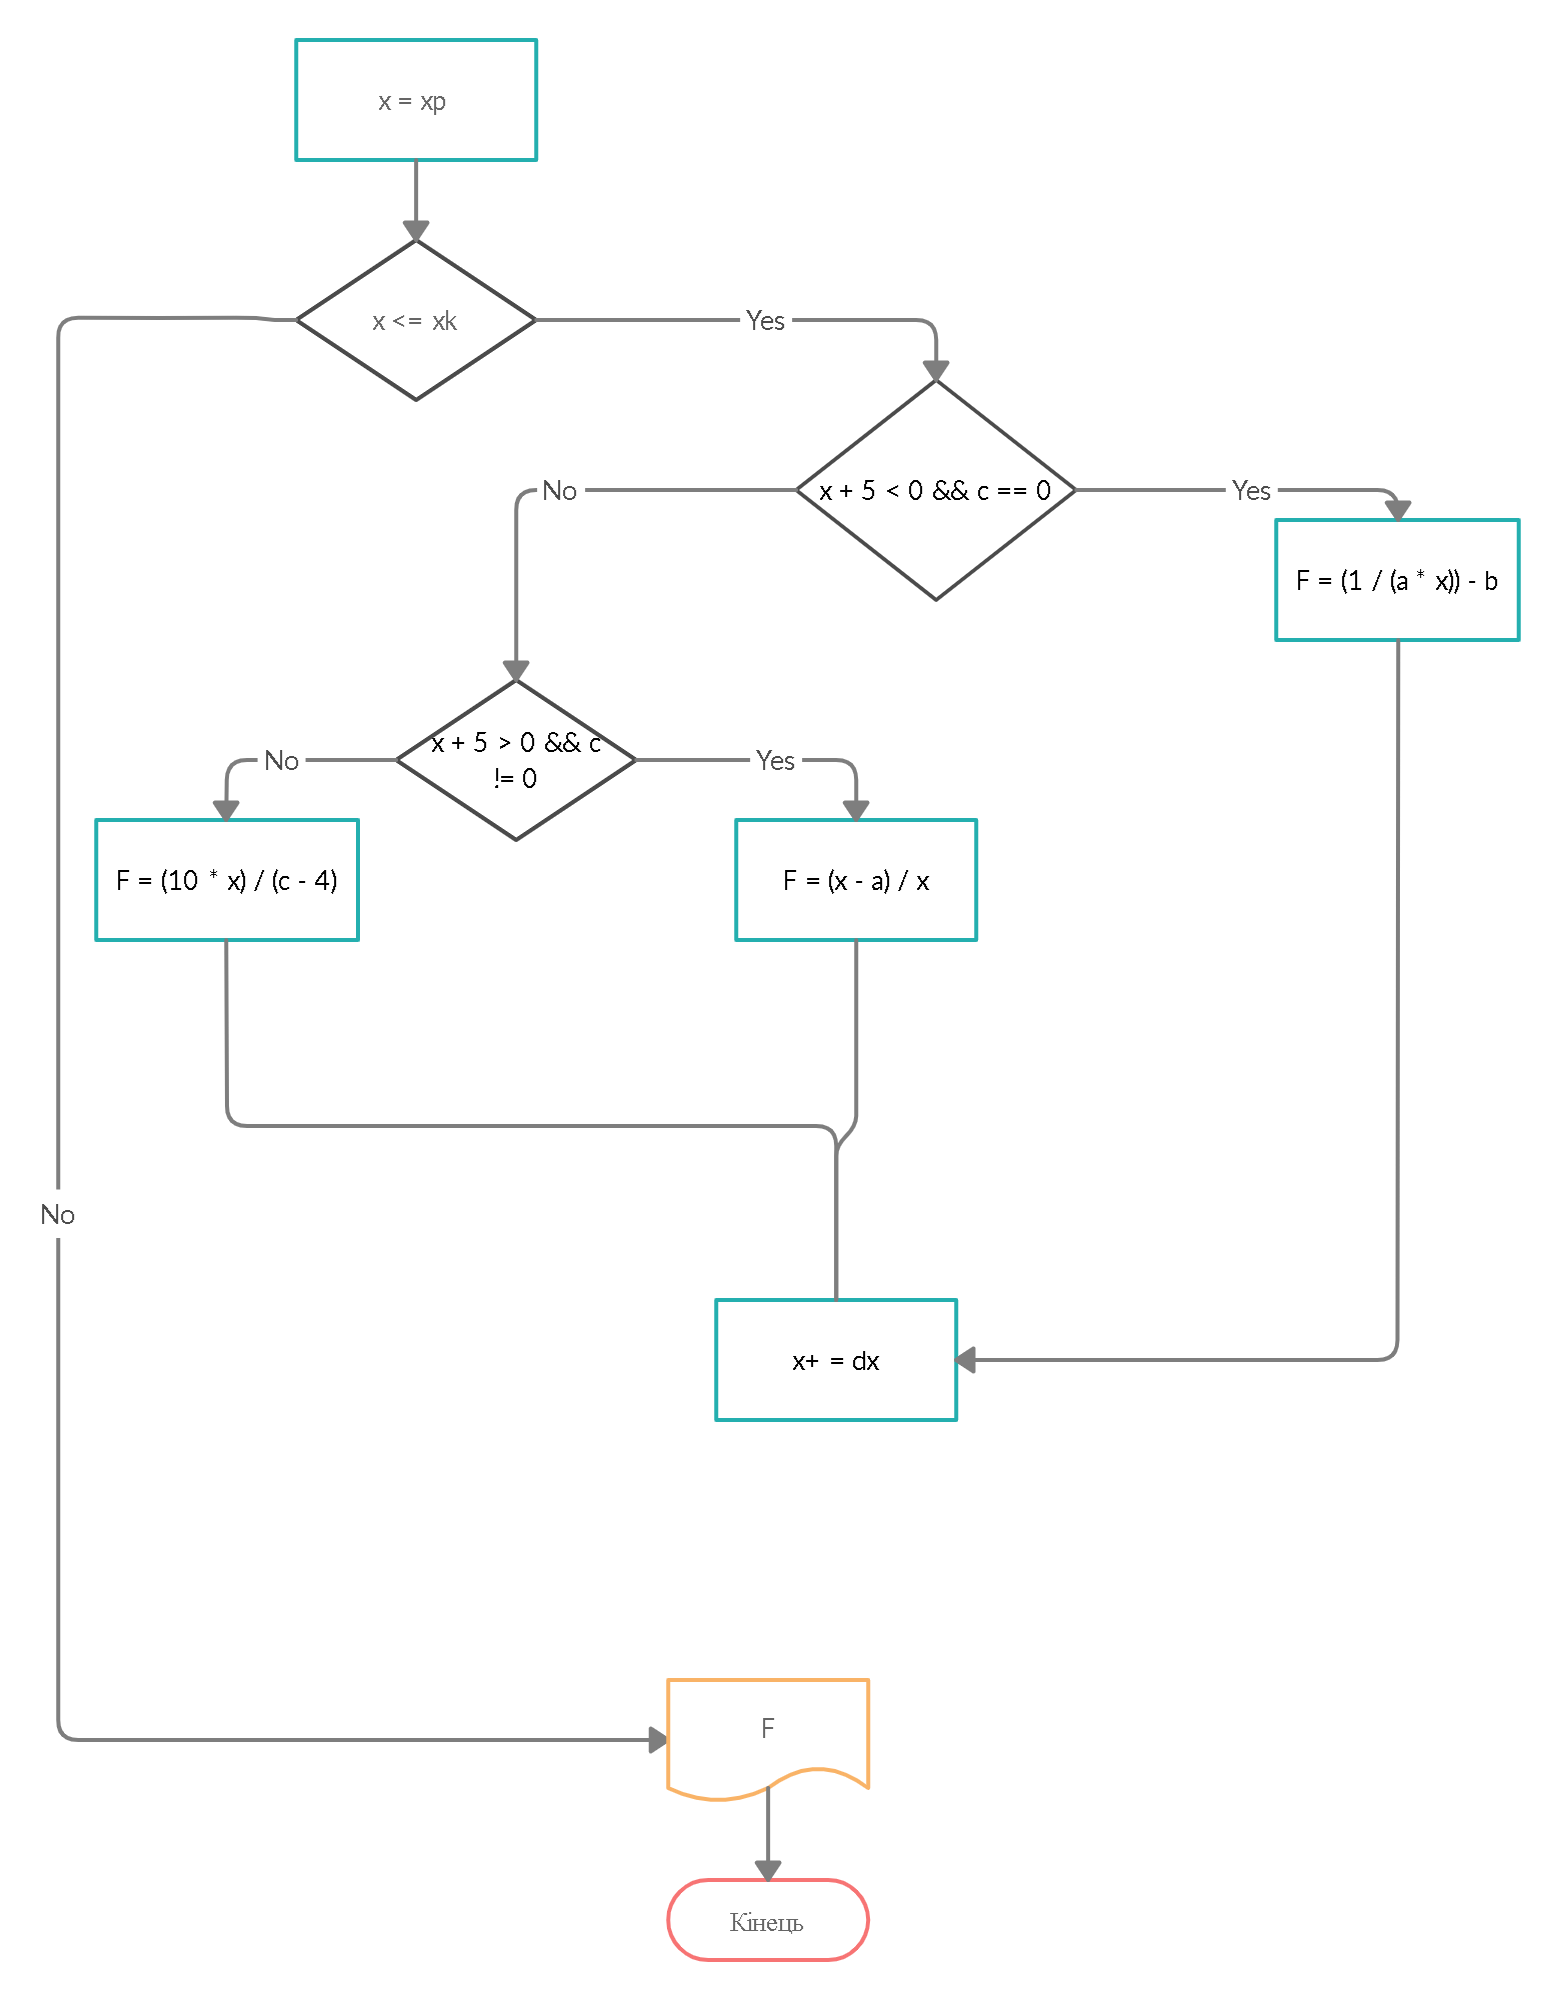 x = xp
x <= xk
Yes
x + 5 < 0 && c == 0
No
Yes
F = (1 / (a * x)) - b
x + 5 > 0 && c
!= 0
No
Yes
F = (10 * x) / (c - 4)
F = (x - a) / x
No
x+ = dx
F
Кінець